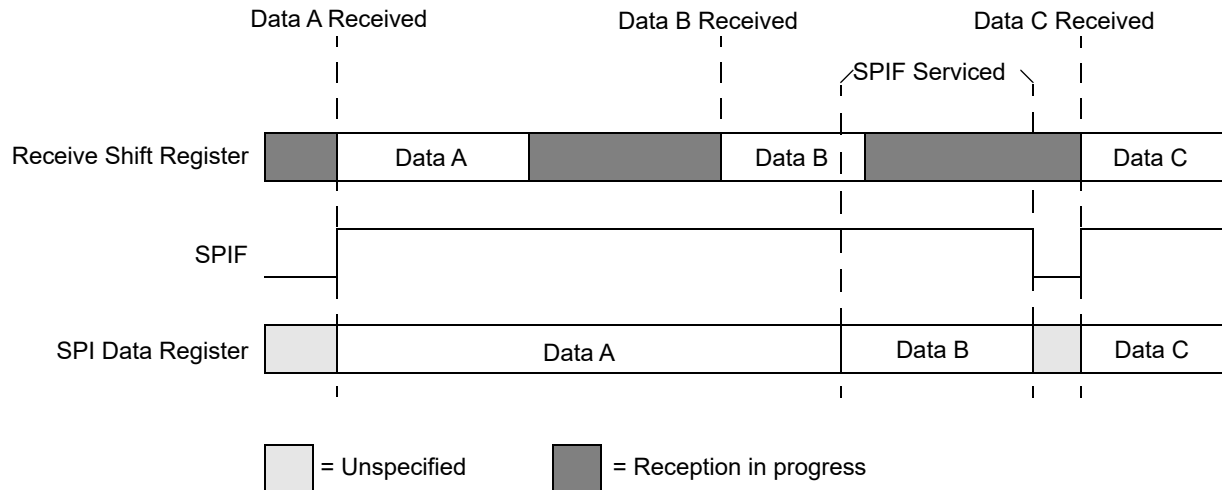 Data A Received
Data B Received
Data C Received
SPIF Serviced
Receive Shift Register
Data A
Data B
Data C
SPIF
SPI Data Register
Data A
Data B
Data C
= Unspecified
= Reception in progress